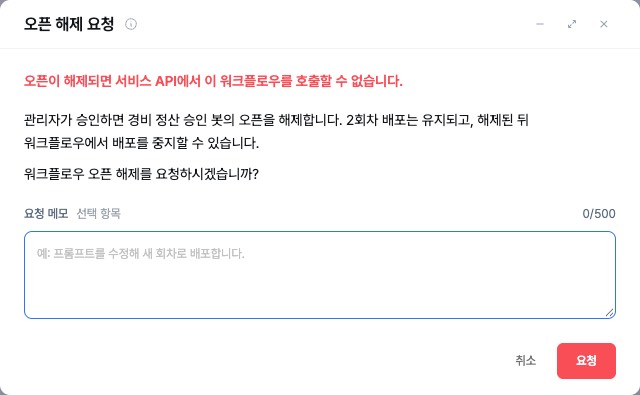 오픈 해제 요청
오픈이 해제되면 서비스 API에서 이 워크플로우를 호출할 수 없습니다.
관리자가 승인하면 경비 정산 승인 봇의 오픈을 해제합니다. 2회차 배포는 유지되고, 해제된 뒤
워크플로우에서 배포를 중지할 수 있습니다.
워크플로우 오픈 해제를 요청하시겠습니까?
요청 메모 선택 항목 0/500
예: 프롬프트를 수정해 새 회차로 배포합니다.
취소 요청